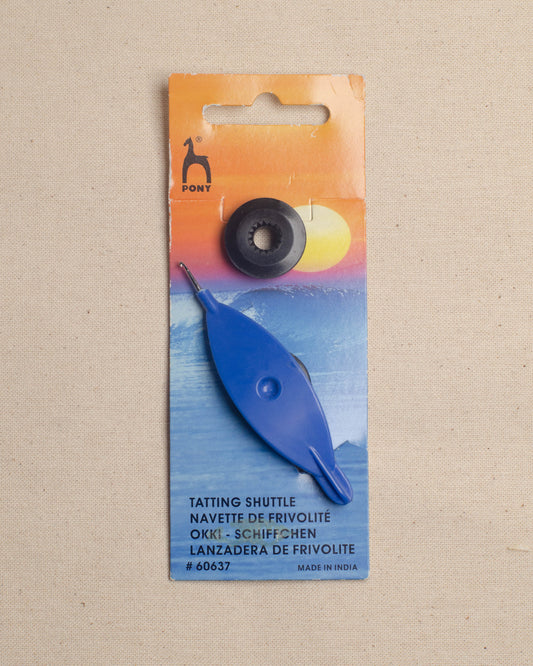 ®
PONY
TATTING SHUTTLE
NAVETTE DE FRIVOLITÉ
OKKI - SCHIFFCHEN
LANZADERA DE FRIVOLITE
# 60637
MADE IN INDIA